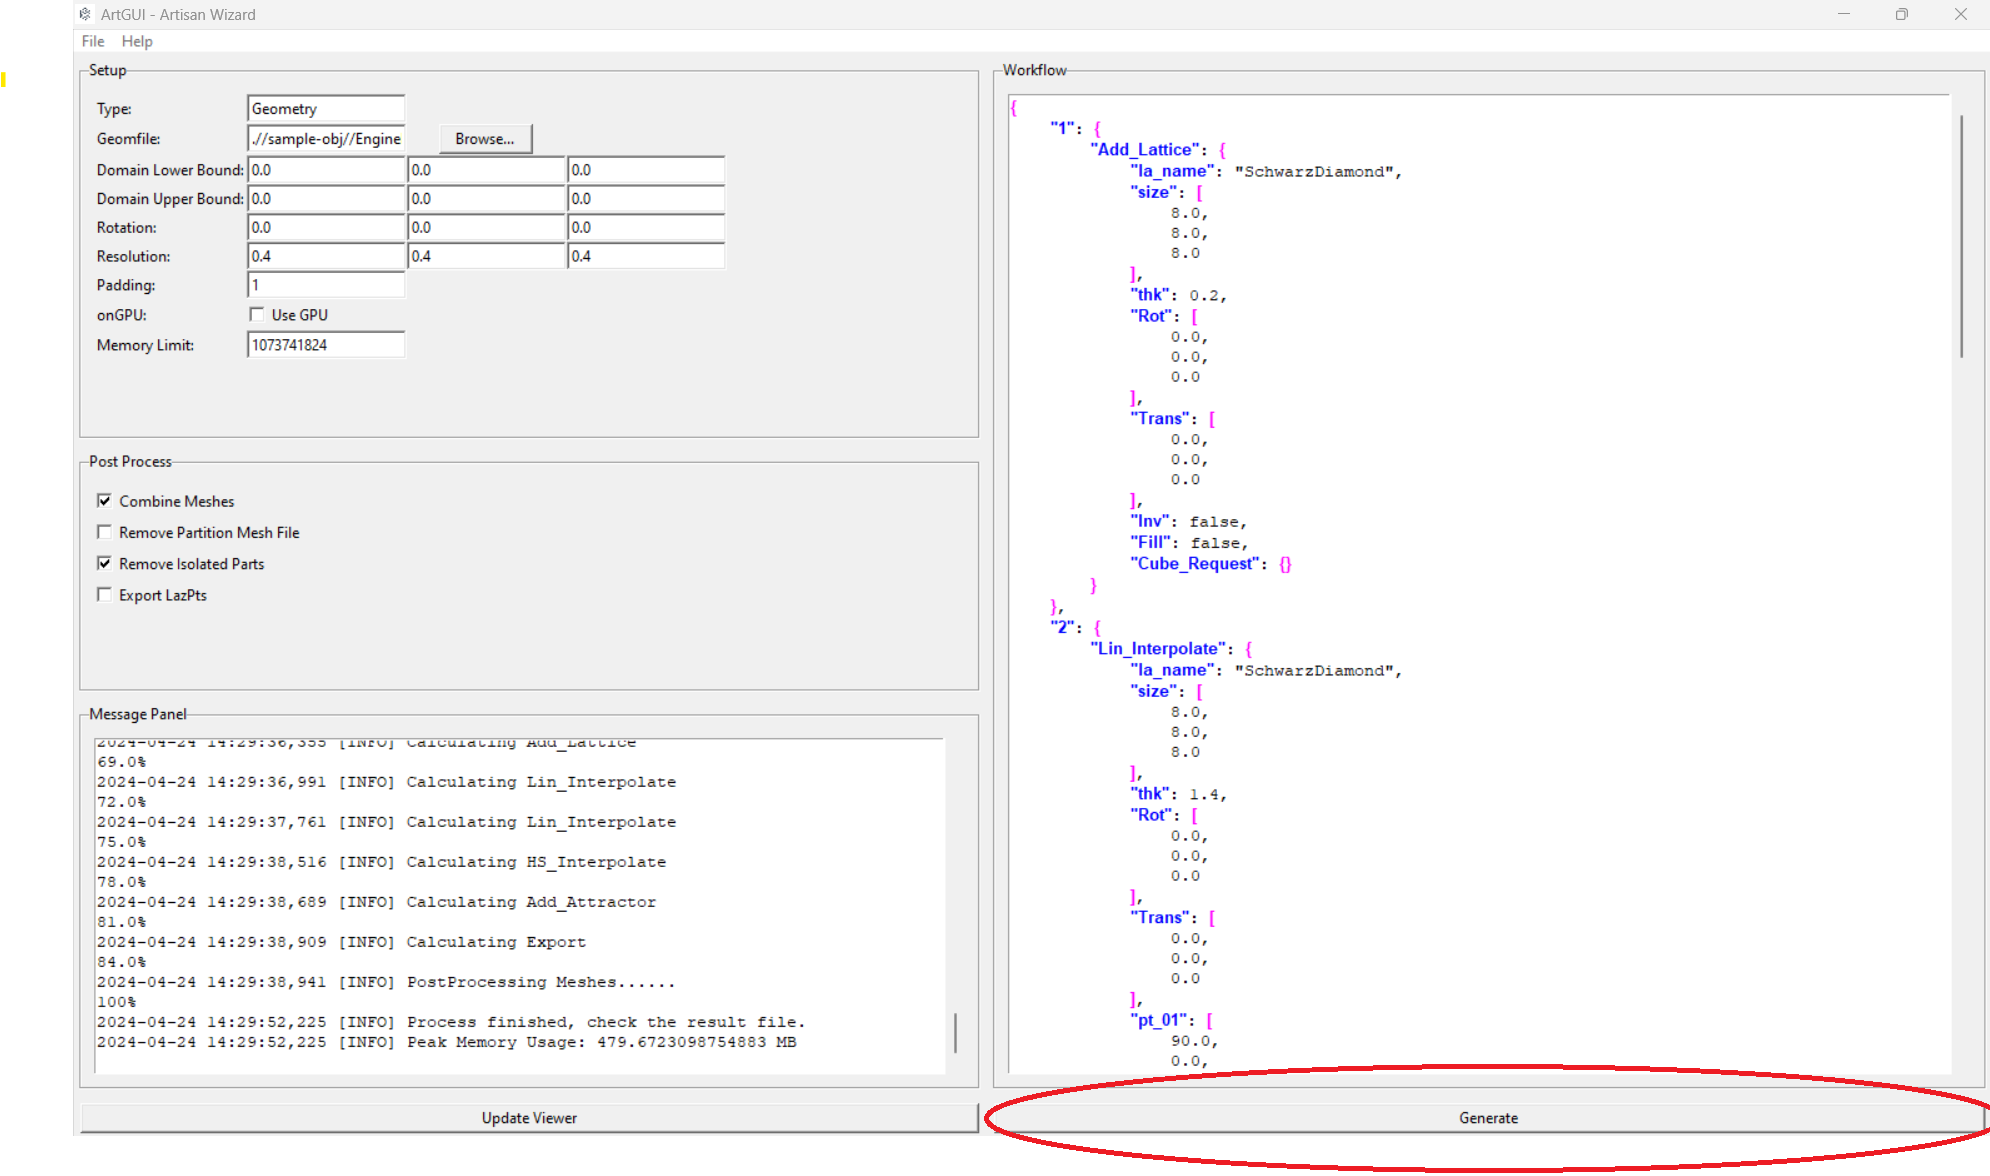 ArtGUI - Artisan Wizard
File Help
Setup
Type: Geometry
Geomfile: .//sample-obj//Engine Browse...
Domain Lower Bound: 0.0 0.0 0.0
Domain Upper Bound: 0.0 0.0 0.0
Rotation: 0.0 0.0 0.0
Resolution: 0.4 0.4 0.4
Padding: 1
onGPU: Use GPU
Memory Limit: 1073741824
Post Process
Combine Meshes
Remove Partition Mesh File
Remove Isolated Parts
Export LazPts
Message Panel
2024-04-24 14:29:36,355 [INFO] Calculating Add_Lattice
69.0%
2024-04-24 14:29:36,991 [INFO] Calculating Lin_Interpolate
72.0%
2024-04-24 14:29:37,761 [INFO] Calculating Lin_Interpolate
75.0%
2024-04-24 14:29:38,516 [INFO] Calculating HS_Interpolate
78.0%
2024-04-24 14:29:38,689 [INFO] Calculating Add_Attractor
81.0%
2024-04-24 14:29:38,909 [INFO] Calculating Export
84.0%
2024-04-24 14:29:38,941 [INFO] PostProcessing Meshes......
100%
2024-04-24 14:29:52,225 [INFO] Process finished, check the result file.
2024-04-24 14:29:52,225 [INFO] Peak Memory Usage: 479.6723098754883 MB
Update Viewer
Workflow
{
"1": {
"Add_Lattice": {
"la_name": "SchwarzDiamond",
"size": [
8.0,
8.0,
8.0
],
"thk": 0.2,
"Rot": [
0.0,
0.0,
0.0
],
"Trans": [
0.0,
0.0,
0.0
],
"Inv": false,
"Fill": false,
"Cube_Request": {}
}
},
"2": {
"Lin_Interpolate": {
"la_name": "SchwarzDiamond",
"size": [
8.0,
8.0,
8.0
],
"thk": 1.4,
"Rot": [
0.0,
0.0,
0.0
],
"Trans": [
0.0,
0.0,
0.0
],
"pt_01": [
90.0,
0.0,
Generate